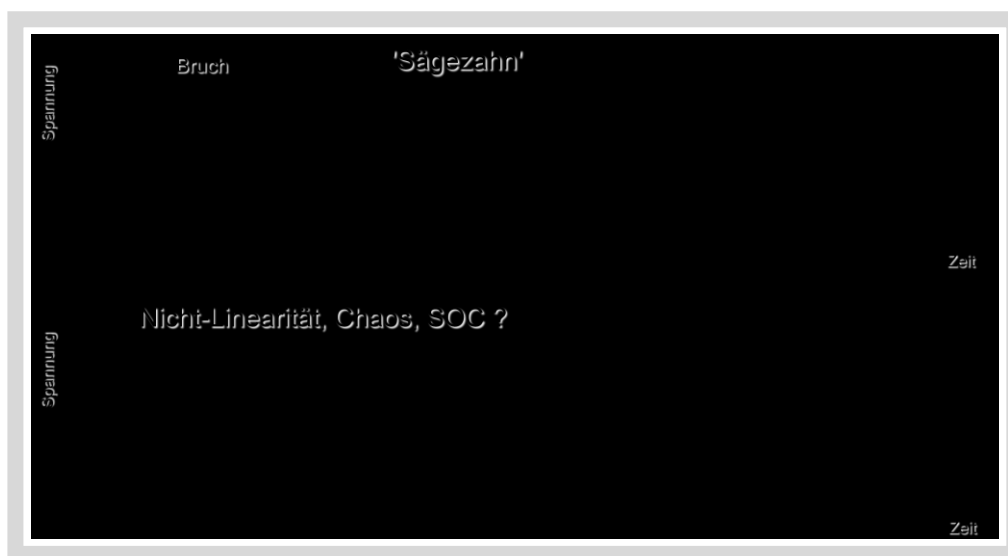 Spannung
Bruch
'Sägezahn'
Zeit
Nicht-Linearität, Chaos, SOC ?
Spannung
Zeit